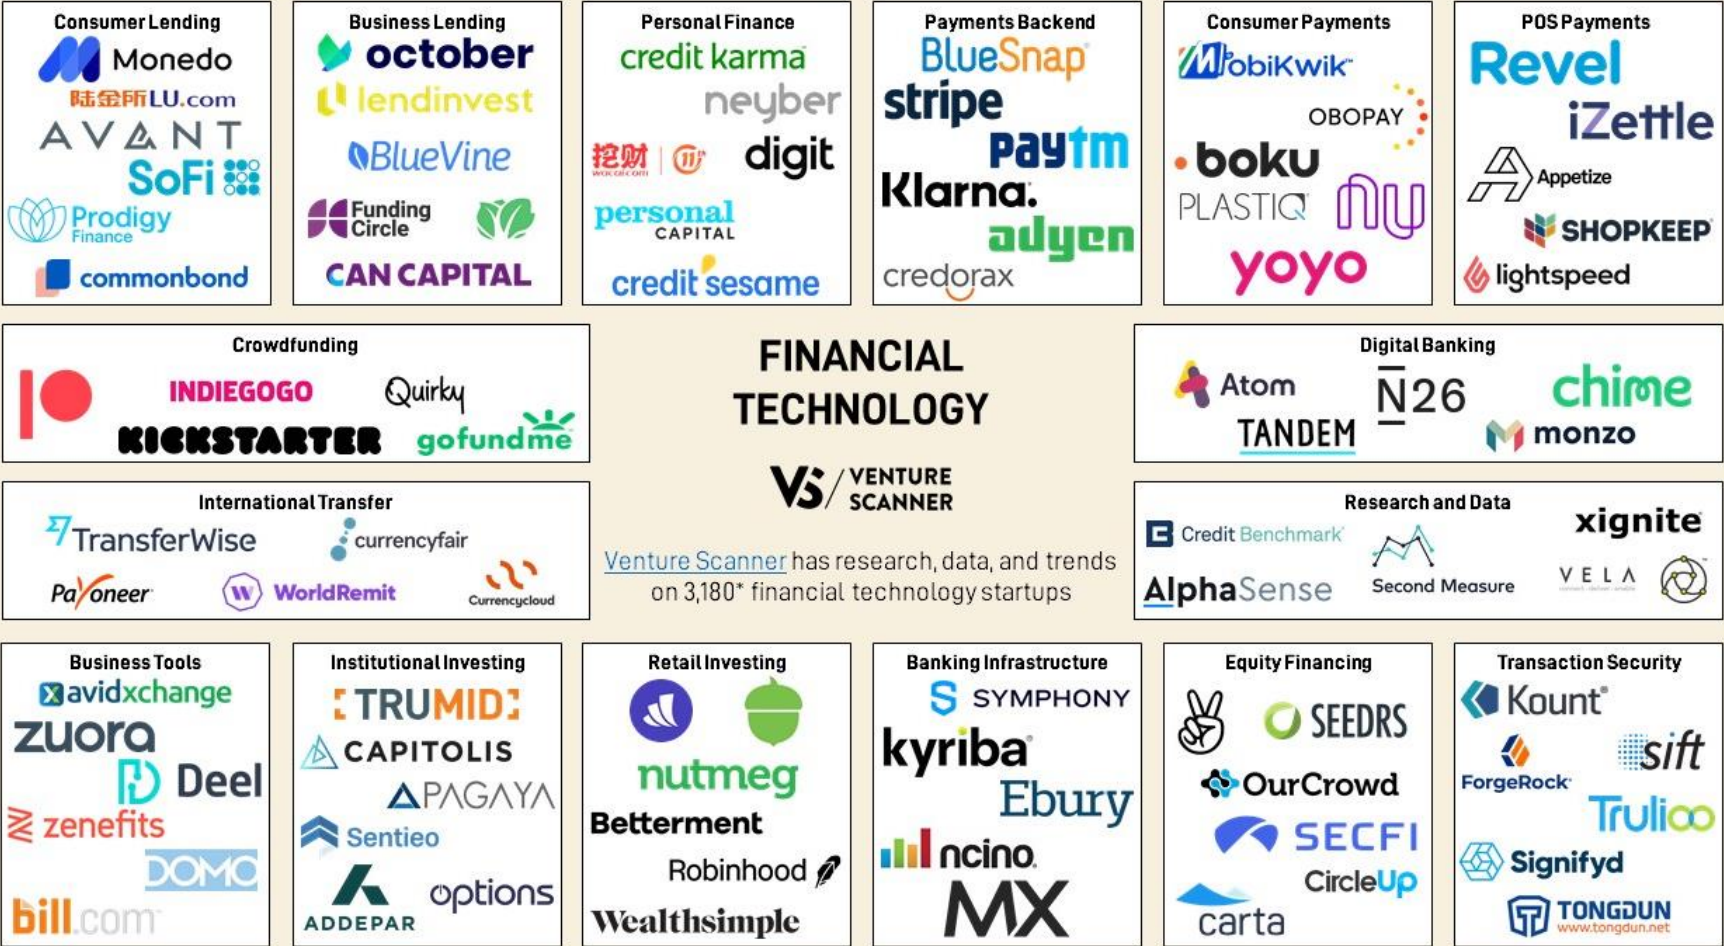 Consumer Lending
Monedo
陆金所LU.com
AVANT
SoFi
Prodigy
Finance
commonbond
Business Lending
october
lendinvest
BlueVine
Funding
Circle
CAN CAPITAL
Personal Finance
credit karma
neyber
挖财
wacai.com
digit
personal
CAPITAL
credit sesame
Payments Backend
BlueSnap
stripe
paytm
Klarna.
adyen
credorax
Consumer Payments
MobiKwik
OBOPAY
boku
PLASTIQ
nu
yoyo
POS Payments
Revel
iZettle
Appetize
SHOPKEEP
lightspeed
Crowdfunding
INDIEGOGO
Quirky
KICKSTARTER
gofundme
FINANCIAL
TECHNOLOGY
VS/VENTURE
SCANNER
Venture Scanner has research, data, and trends
on 3,180* financial technology startups
Digital Banking
Atom
N26
chime
TANDEM
monzo
International Transfer
TransferWise
currencyfair
Payoneer
W WorldRemit
Currencycloud
Research and Data
Credit Benchmark
xignite
AlphaSense
Second Measure
VELA
Business Tools
avidxchange
zuora
Deel
zenefits
DOMO
bill.com
Institutional Investing
TRUMID
CAPITOLIS
PAGAYA
Sentieo
ADDEPAR
options
Retail Investing
nutmeg
Betterment
Robinhood
Wealthsimple
Banking Infrastructure
SYMPHONY
kyriba
Ebury
ncino.
MX
Equity Financing
SEEDRS
OurCrowd
SECFI
CircleUp
carta
Transaction Security
Kount
sift
ForgeRock
Trulioo
Signifyd
TONGDUN
www.tongdun.net